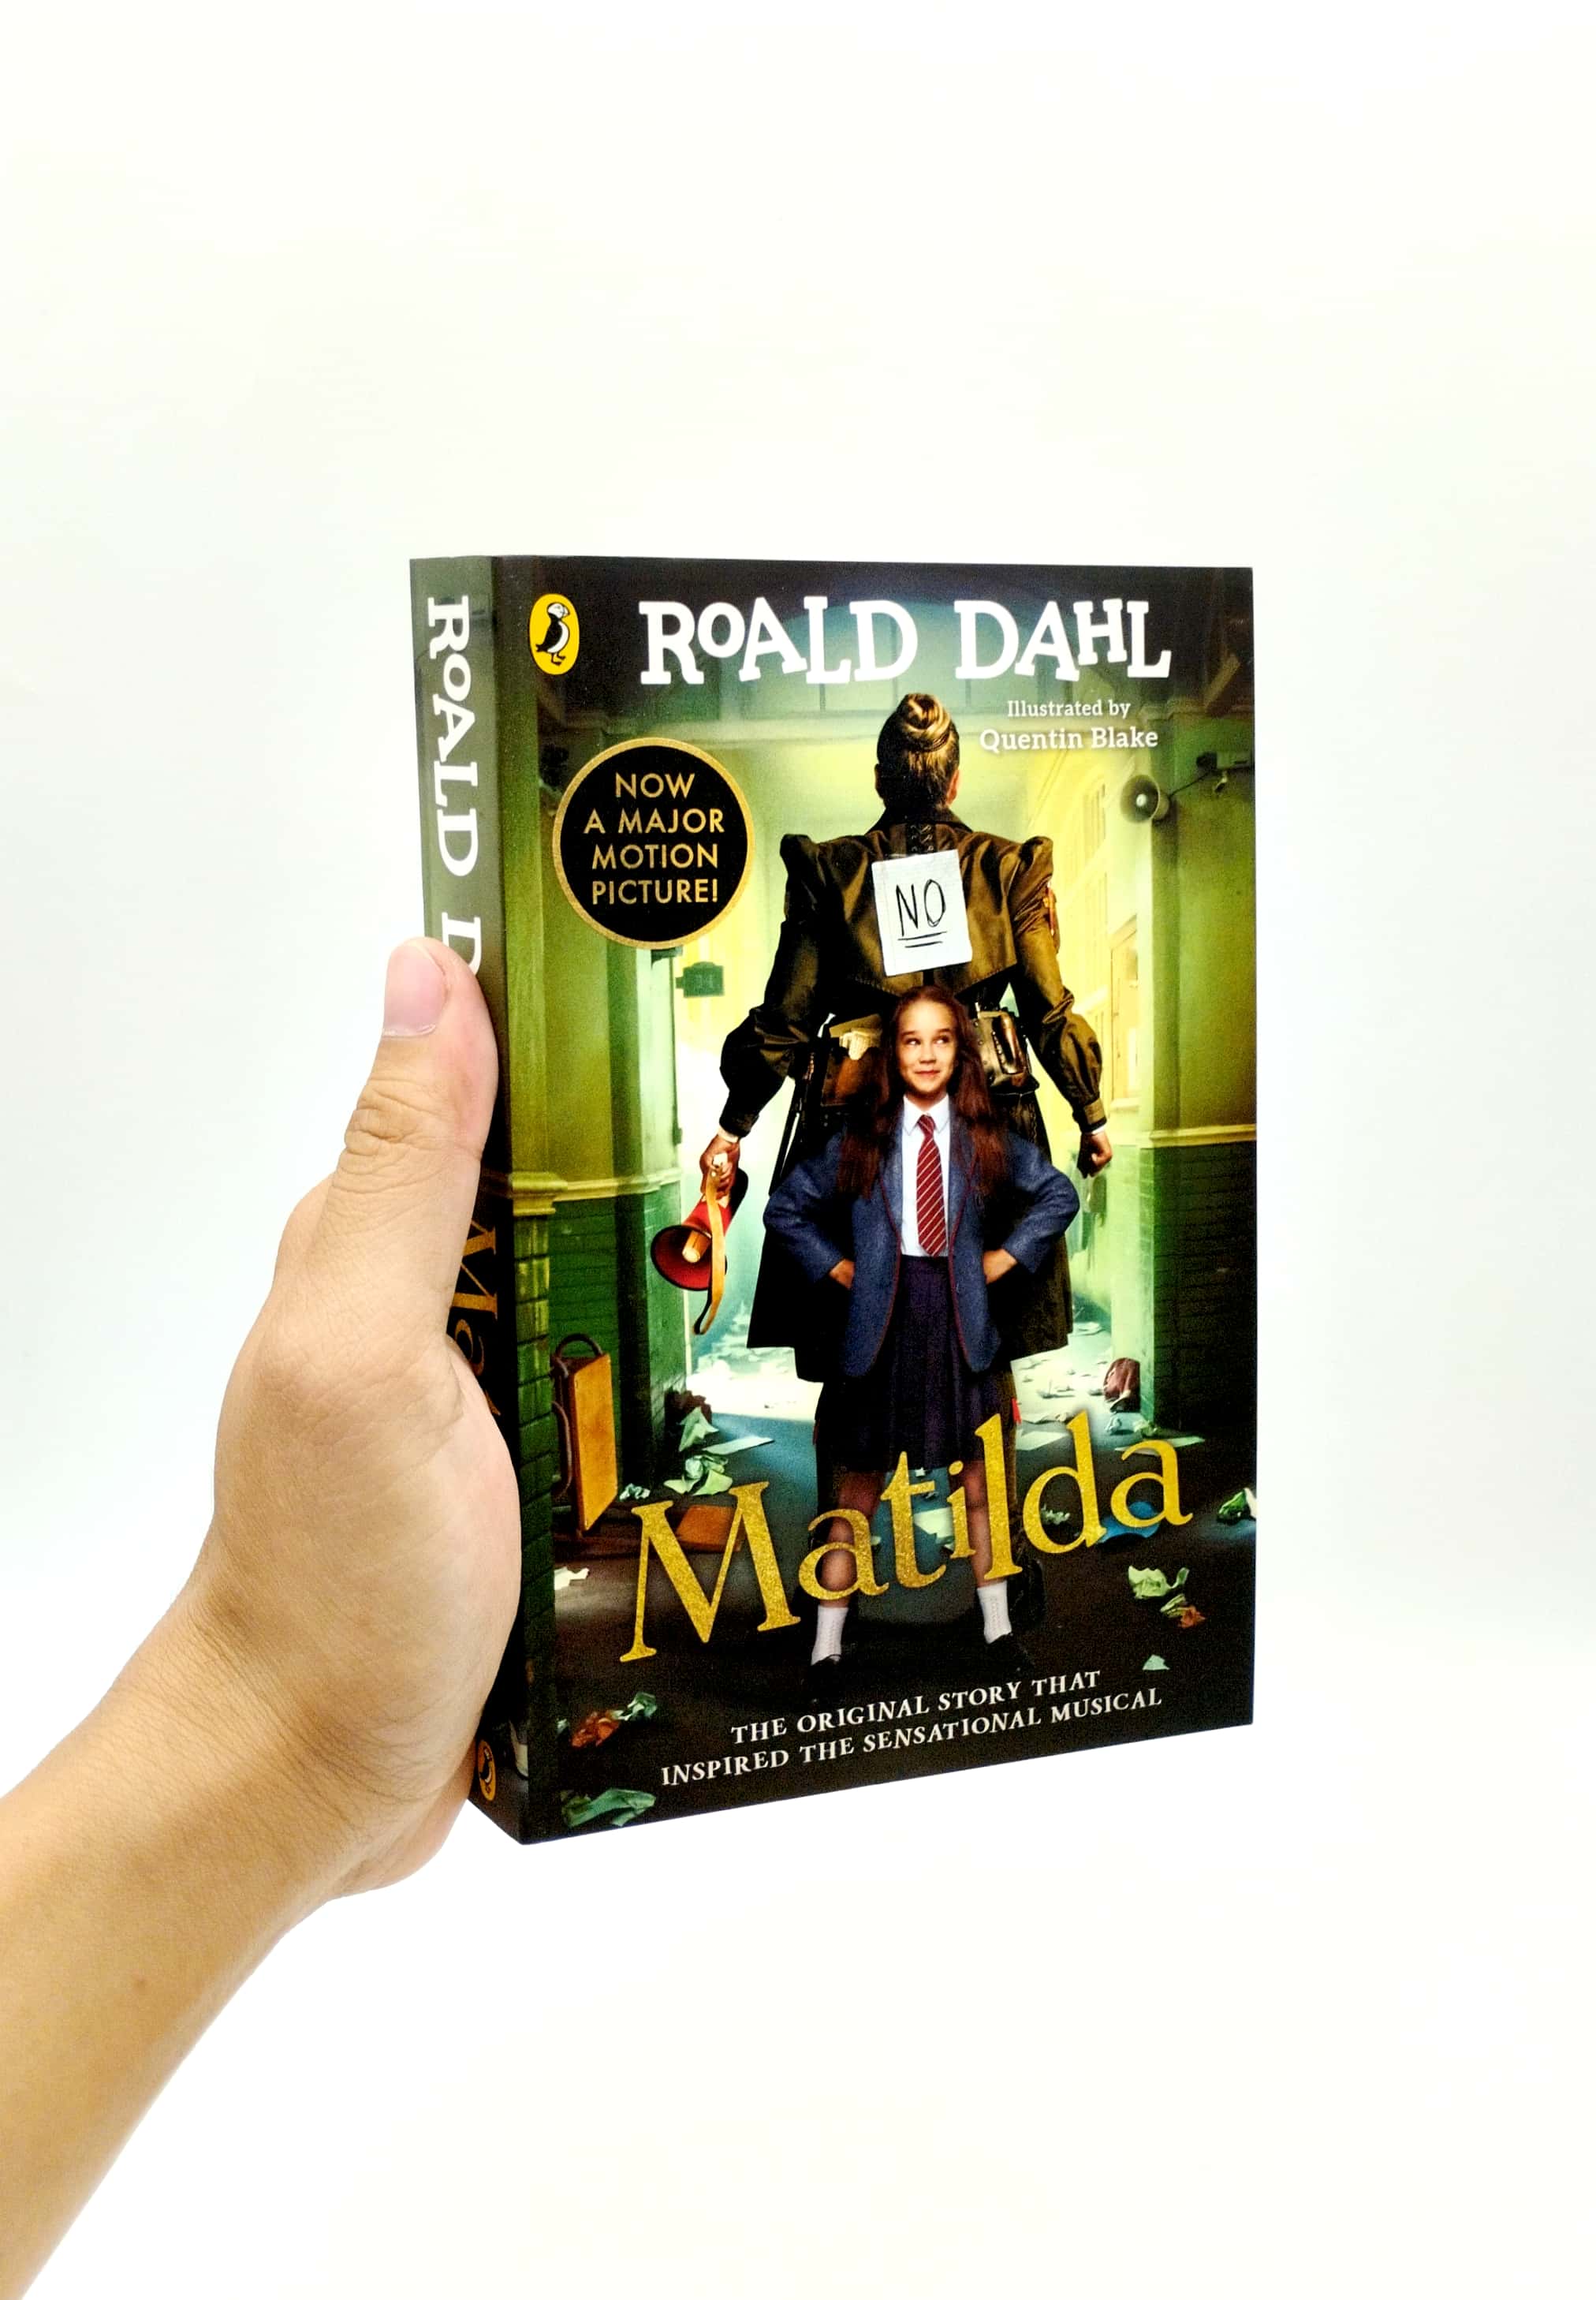 ROALD DAHL
Illustrated by
Quentin Blake
NOW
A MAJOR
MOTION
PICTURE!
NO
Matilda
THE ORIGINAL STORY THAT
INSPIRED THE SENSATIONAL MUSICAL
ROALD D
Ma